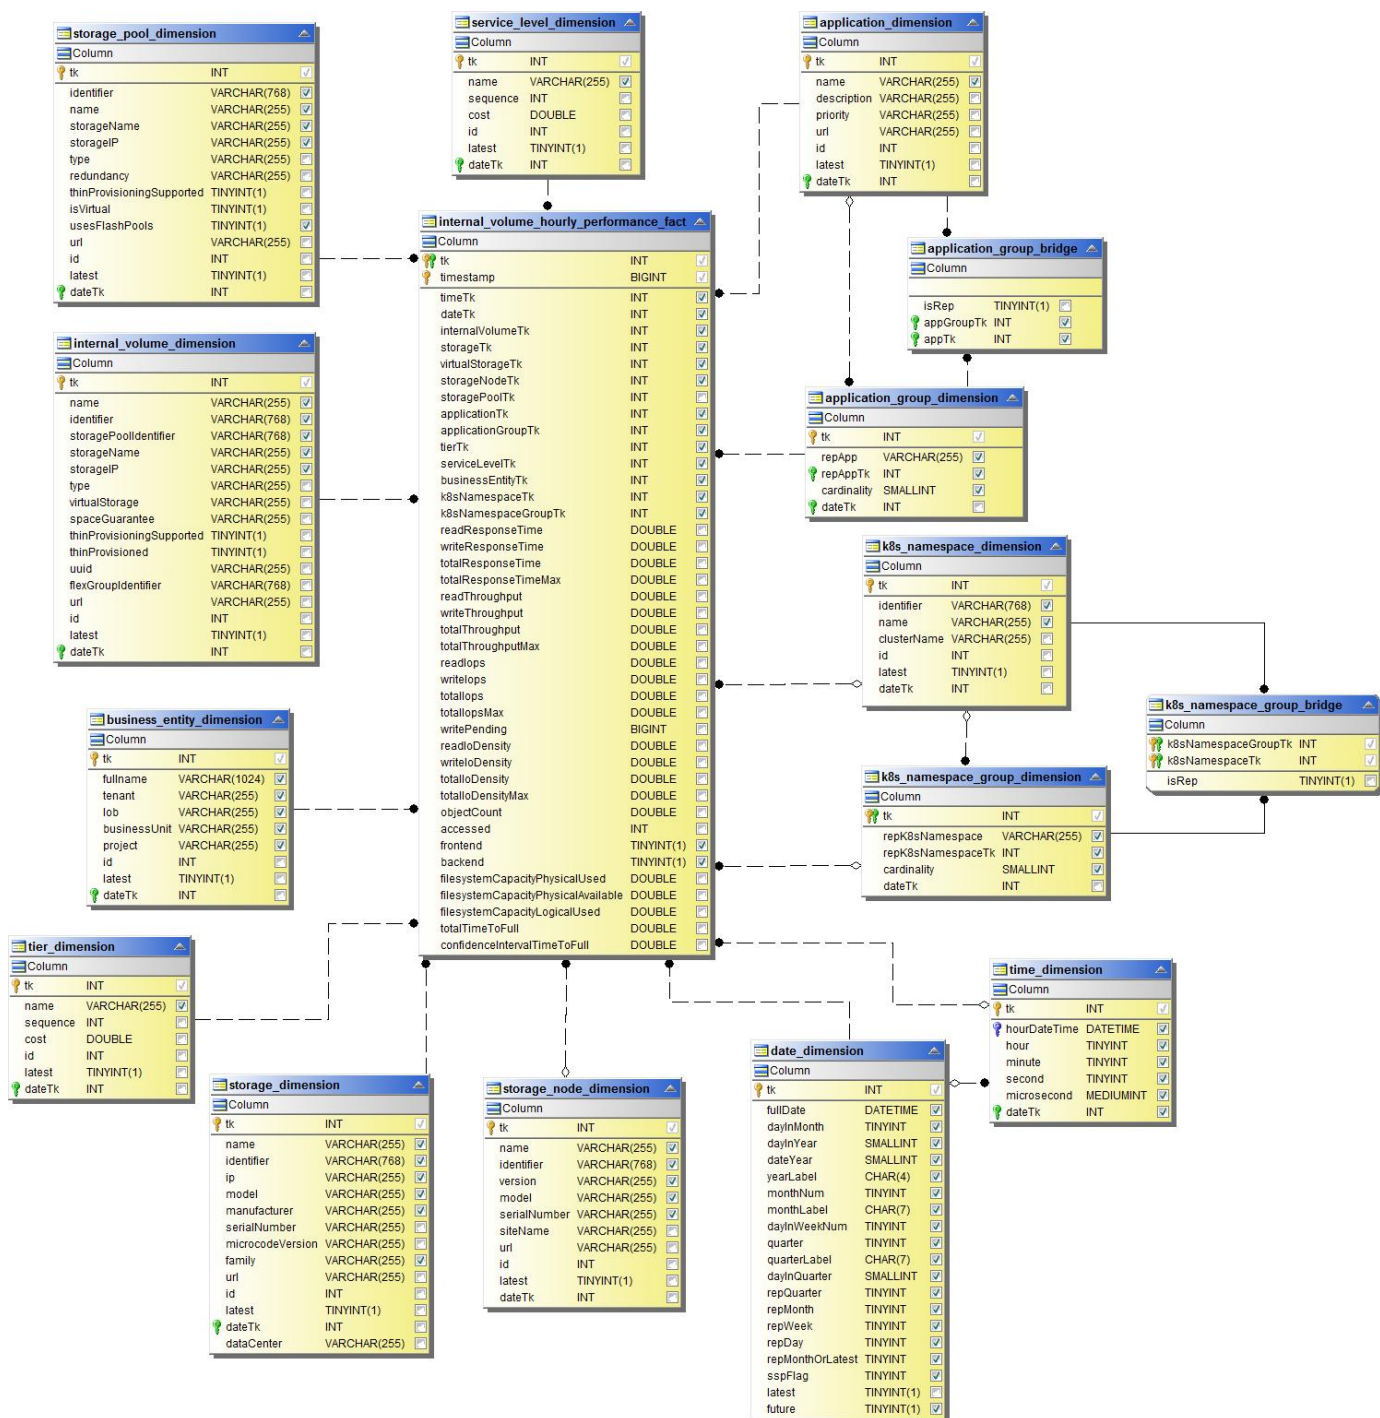 storage_pool_dimension
Column
tk INT
identifier VARCHAR(768)
name VARCHAR(255)
storageName VARCHAR(255)
storageIP VARCHAR(255)
type VARCHAR(255)
redundancy VARCHAR(255)
thinProvisioningSupported TINYINT(1)
isVirtual TINYINT(1)
usesFlashPools TINYINT(1)
url VARCHAR(255)
id INT
latest TINYINT(1)
dateTk INT
service_level_dimension
Column
tk INT
name VARCHAR(255)
sequence INT
cost DOUBLE
id INT
latest TINYINT(1)
dateTk INT
application_dimension
Column
tk INT
name VARCHAR(255)
description VARCHAR(255)
priority VARCHAR(255)
url VARCHAR(255)
id INT
latest TINYINT(1)
dateTk INT
internal_volume_hourly_performance_fact
Column
tk INT
timestamp BIGINT
timeTk INT
dateTk INT
internalVolumeTk INT
storageTk INT
virtualStorageTk INT
storageNodeTk INT
storagePoolTk INT
applicationTk INT
applicationGroupTk INT
tierTk INT
serviceLevelTk INT
businessEntityTk INT
k8sNamespaceTk INT
k8sNamespaceGroupTk INT
readResponseTime DOUBLE
writeResponseTime DOUBLE
totalResponseTime DOUBLE
totalResponseTimeMax DOUBLE
readThroughput DOUBLE
writeThroughput DOUBLE
totalThroughput DOUBLE
totalThroughputMax DOUBLE
readIops DOUBLE
writeIops DOUBLE
totalIops DOUBLE
totalIopsMax DOUBLE
writePending BIGINT
readIoDensity DOUBLE
writeIoDensity DOUBLE
totalIoDensity DOUBLE
totalIoDensityMax DOUBLE
objectCount DOUBLE
accessed INT
frontend TINYINT(1)
backend TINYINT(1)
filesystemCapacityPhysicalUsed DOUBLE
filesystemCapacityPhysicalAvailable DOUBLE
filesystemCapacityLogicalUsed DOUBLE
totalTimeToFull DOUBLE
confidenceIntervalTimeToFull DOUBLE
application_group_bridge
Column
isRep TINYINT(1)
appGroupTk INT
appTk INT
internal_volume_dimension
Column
tk INT
name VARCHAR(255)
identifier VARCHAR(768)
storagePoolIdentifier VARCHAR(768)
storageName VARCHAR(255)
storageIP VARCHAR(255)
type VARCHAR(255)
virtualStorage VARCHAR(255)
spaceGuarantee VARCHAR(255)
thinProvisioningSupported TINYINT(1)
thinProvisioned TINYINT(1)
uuid VARCHAR(255)
flexGroupIdentifier VARCHAR(768)
url VARCHAR(255)
id INT
latest TINYINT(1)
dateTk INT
application_group_dimension
Column
tk INT
repApp VARCHAR(255)
repAppTk INT
cardinality SMALLINT
dateTk INT
k8s_namespace_dimension
Column
tk INT
identifier VARCHAR(768)
name VARCHAR(255)
clusterName VARCHAR(255)
id INT
latest TINYINT(1)
dateTk INT
k8s_namespace_group_bridge
Column
k8sNamespaceGroupTk INT
k8sNamespaceTk INT
isRep TINYINT(1)
business_entity_dimension
Column
tk INT
fullname VARCHAR(1024)
tenant VARCHAR(255)
lob VARCHAR(255)
businessUnit VARCHAR(255)
project VARCHAR(255)
id INT
latest TINYINT(1)
dateTk INT
k8s_namespace_group_dimension
Column
tk INT
repK8sNamespace VARCHAR(255)
repK8sNamespaceTk INT
cardinality SMALLINT
dateTk INT
tier_dimension
Column
tk INT
name VARCHAR(255)
sequence INT
cost DOUBLE
id INT
latest TINYINT(1)
dateTk INT
time_dimension
Column
tk INT
hourDateTime DATETIME
hour TINYINT
minute TINYINT
second TINYINT
microsecond MEDIUMINT
dateTk INT
storage_dimension
Column
tk INT
name VARCHAR(255)
identifier VARCHAR(768)
ip VARCHAR(255)
model VARCHAR(255)
manufacturer VARCHAR(255)
serialNumber VARCHAR(255)
microcodeVersion VARCHAR(255)
family VARCHAR(255)
url VARCHAR(255)
id INT
latest TINYINT(1)
dateTk INT
dataCenter VARCHAR(255)
storage_node_dimension
Column
tk INT
name VARCHAR(255)
identifier VARCHAR(768)
version VARCHAR(255)
model VARCHAR(255)
serialNumber VARCHAR(255)
siteName VARCHAR(255)
url VARCHAR(255)
id INT
latest TINYINT(1)
dateTk INT
date_dimension
Column
tk INT
fullDate DATETIME
dayInMonth TINYINT
dayInYear SMALLINT
dateYear SMALLINT
yearLabel CHAR(4)
monthNum TINYINT
monthLabel CHAR(7)
dayInWeekNum TINYINT
quarter TINYINT
quarterLabel CHAR(7)
dayInQuarter SMALLINT
repQuarter TINYINT
repMonth TINYINT
repWeek TINYINT
repDay TINYINT
repMonthOrLatest TINYINT
sspFlag TINYINT
latest TINYINT(1)
future TINYINT(1)